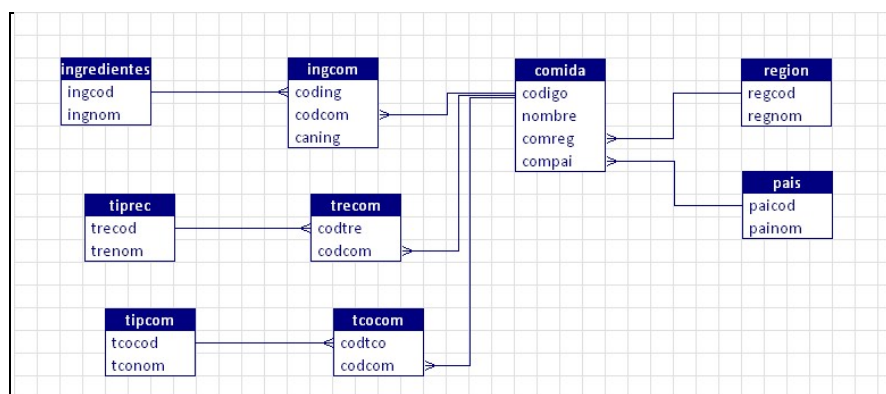 ingredientes
ingcod
ingnom
ingcom
coding
codcom
caning
comida
codigo
nombre
comreg
compai
region
regcod
regnom
pais
paicod
painom
tiprec
trecod
trenom
trecom
codtre
codcom
tipcom
tcocod
tconom
tcocom
codtco
codcom